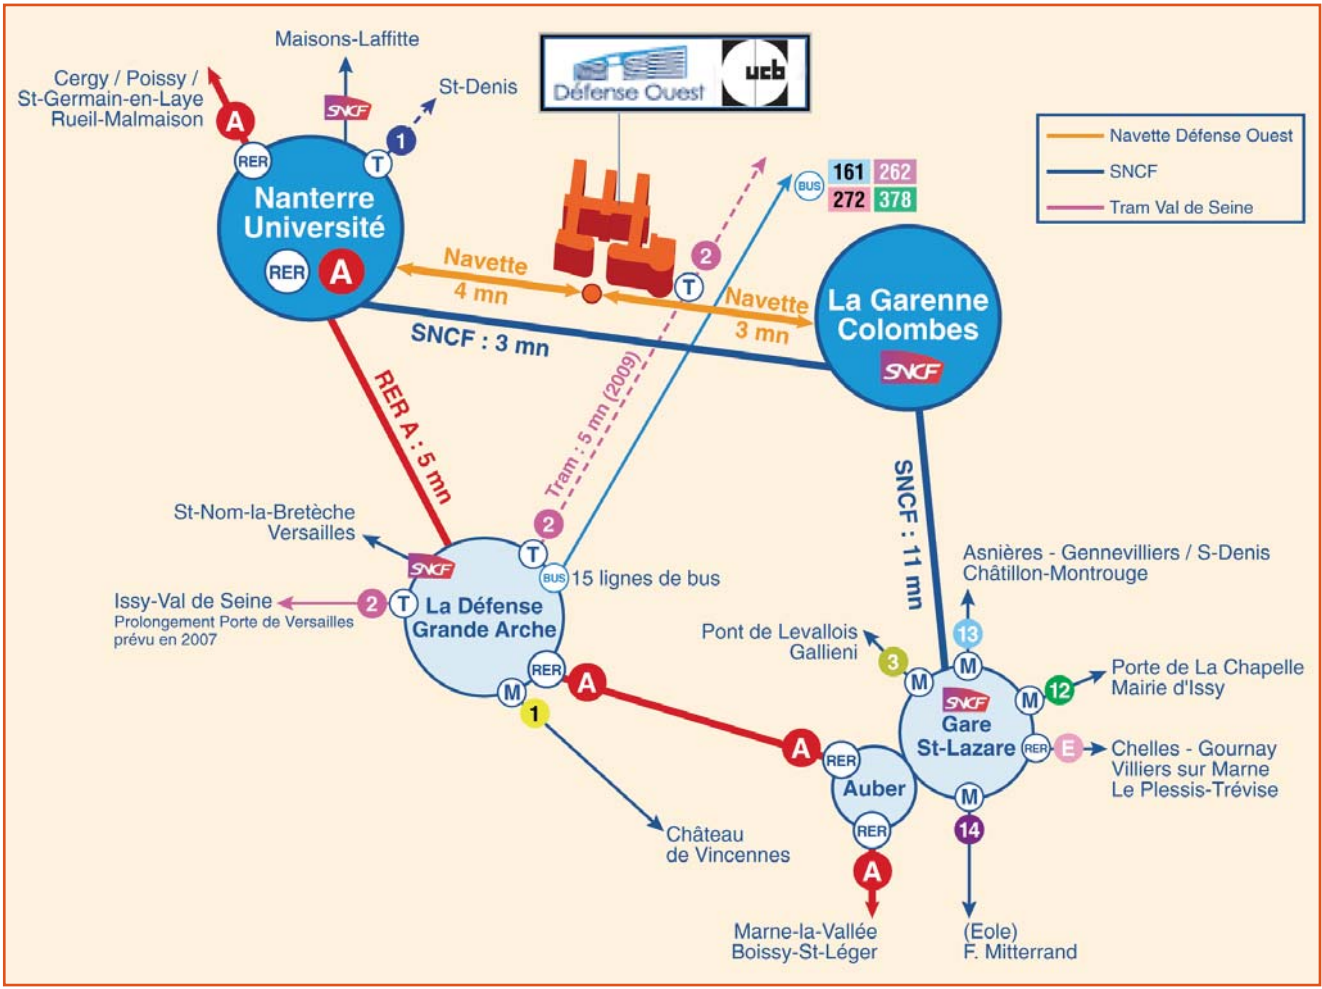 Maisons-Laffitte
Cergy / Poissy /
St-Germain-en-Laye
Rueil-Malmaison
A
SNCF
St-Denis
1
RER
T
Nanterre
Université
RER A
Défense Ouest
ucb
BUS
161 262
272 378
Navette Défense Ouest
SNCF
Tram Val de Seine
2
T
Navette
4 mn
Navette
3 mn
La Garenne
Colombes
SNCF
SNCF : 3 mn
RER A : 5 mn
Tram : 5 mn (2009)
SNCF : 11 mn
St-Nom-la-Bretèche
Versailles
SNCF
2
T
BUS
15 lignes de bus
Issy-Val de Seine
Prolongement Porte de Versailles
prévu en 2007
2
T
La Défense
Grande Arche
RER
A
M
1
Château
de Vincennes
Asnières - Gennevilliers / S-Denis
Châtillon-Montrouge
13
M
Pont de Levallois
Gallieni
3
M
SNCF
Gare
St-Lazare
M
12
Porte de La Chapelle
Mairie d'Issy
RER
E
Chelles - Gournay
Villiers sur Marne
Le Plessis-Trévise
A
RER
Auber
RER
A
Marne-la-Vallée
Boissy-St-Léger
M
14
(Eole)
F. Mitterrand